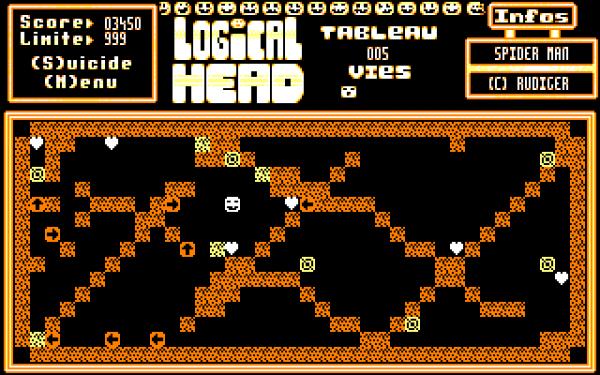 Score▸ 03450
Limite▸ 999
(S)uicide
(M)enu
LOGiCAL
HEAD
TABLEAU
005
VIES
Infos
SPIDER MAN
(C) RUDIGER